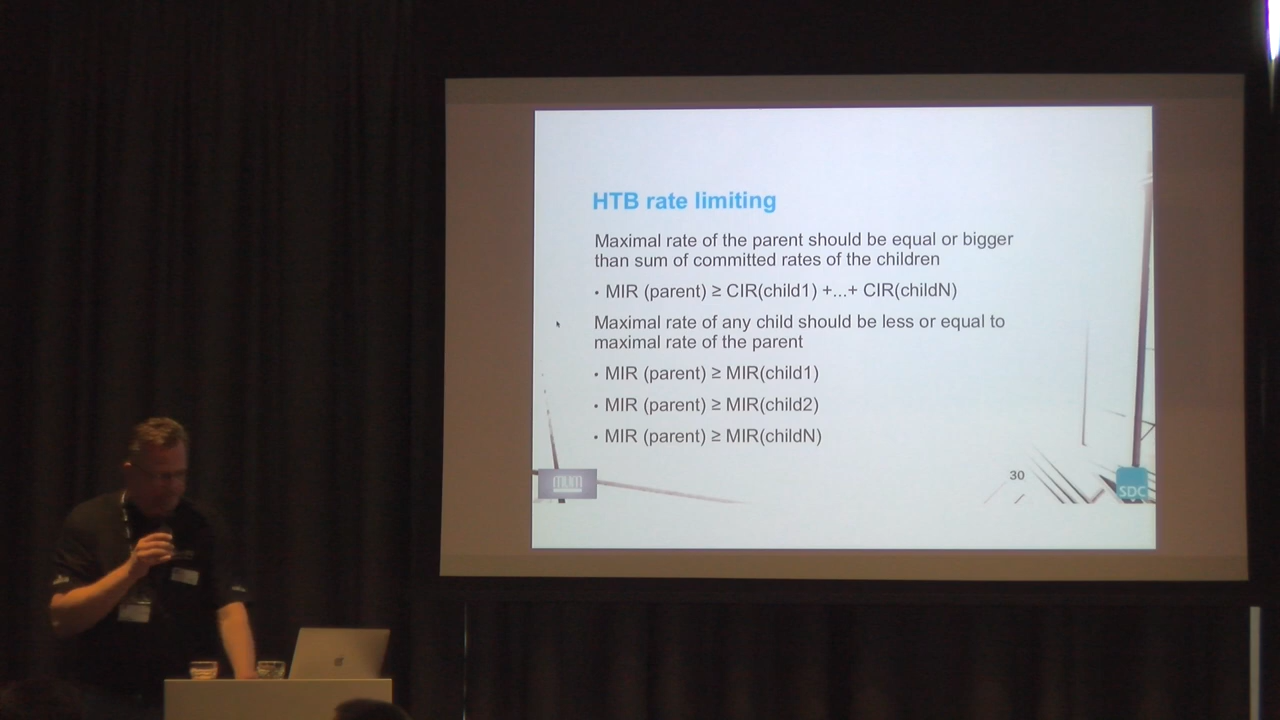 HTB rate limiting
Maximal rate of the parent should be equal or bigger
than sum of committed rates of the children
• MIR (parent) ≥ CIR(child1) +...+ CIR(childN)
Maximal rate of any child should be less or equal to
maximal rate of the parent
• MIR (parent) ≥ MIR(child1)
• MIR (parent) ≥ MIR(child2)
• MIR (parent) ≥ MIR(childN)
30
SDC